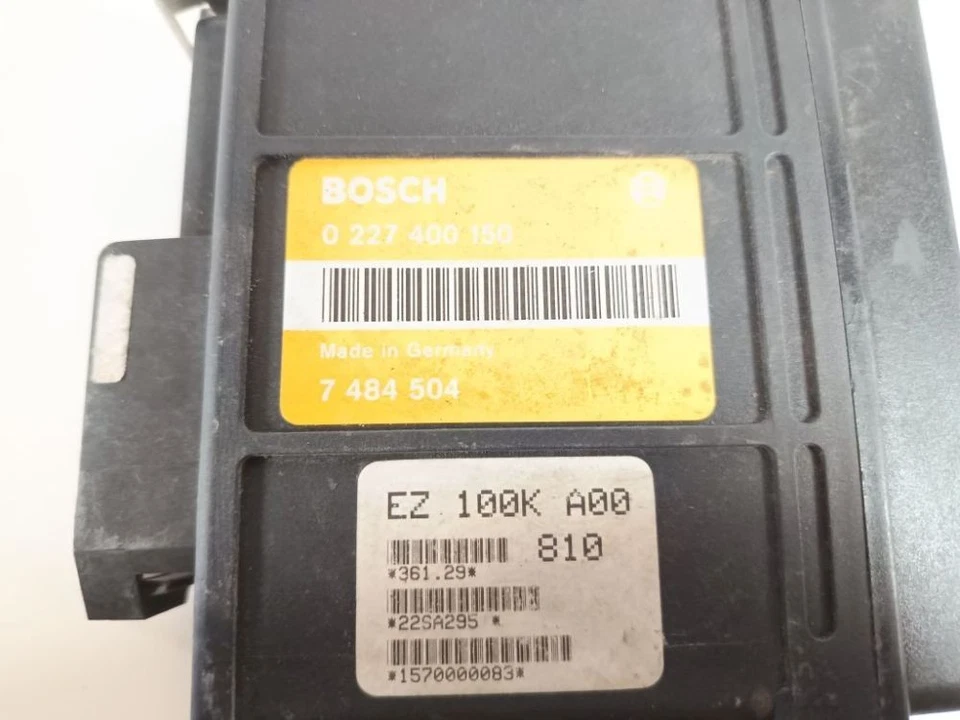 BOSCH
0 227 400 150
Made in Germany
7 484 504
EZ 100K A00
810
*361.29*
*22SA295 *
*1570000083*